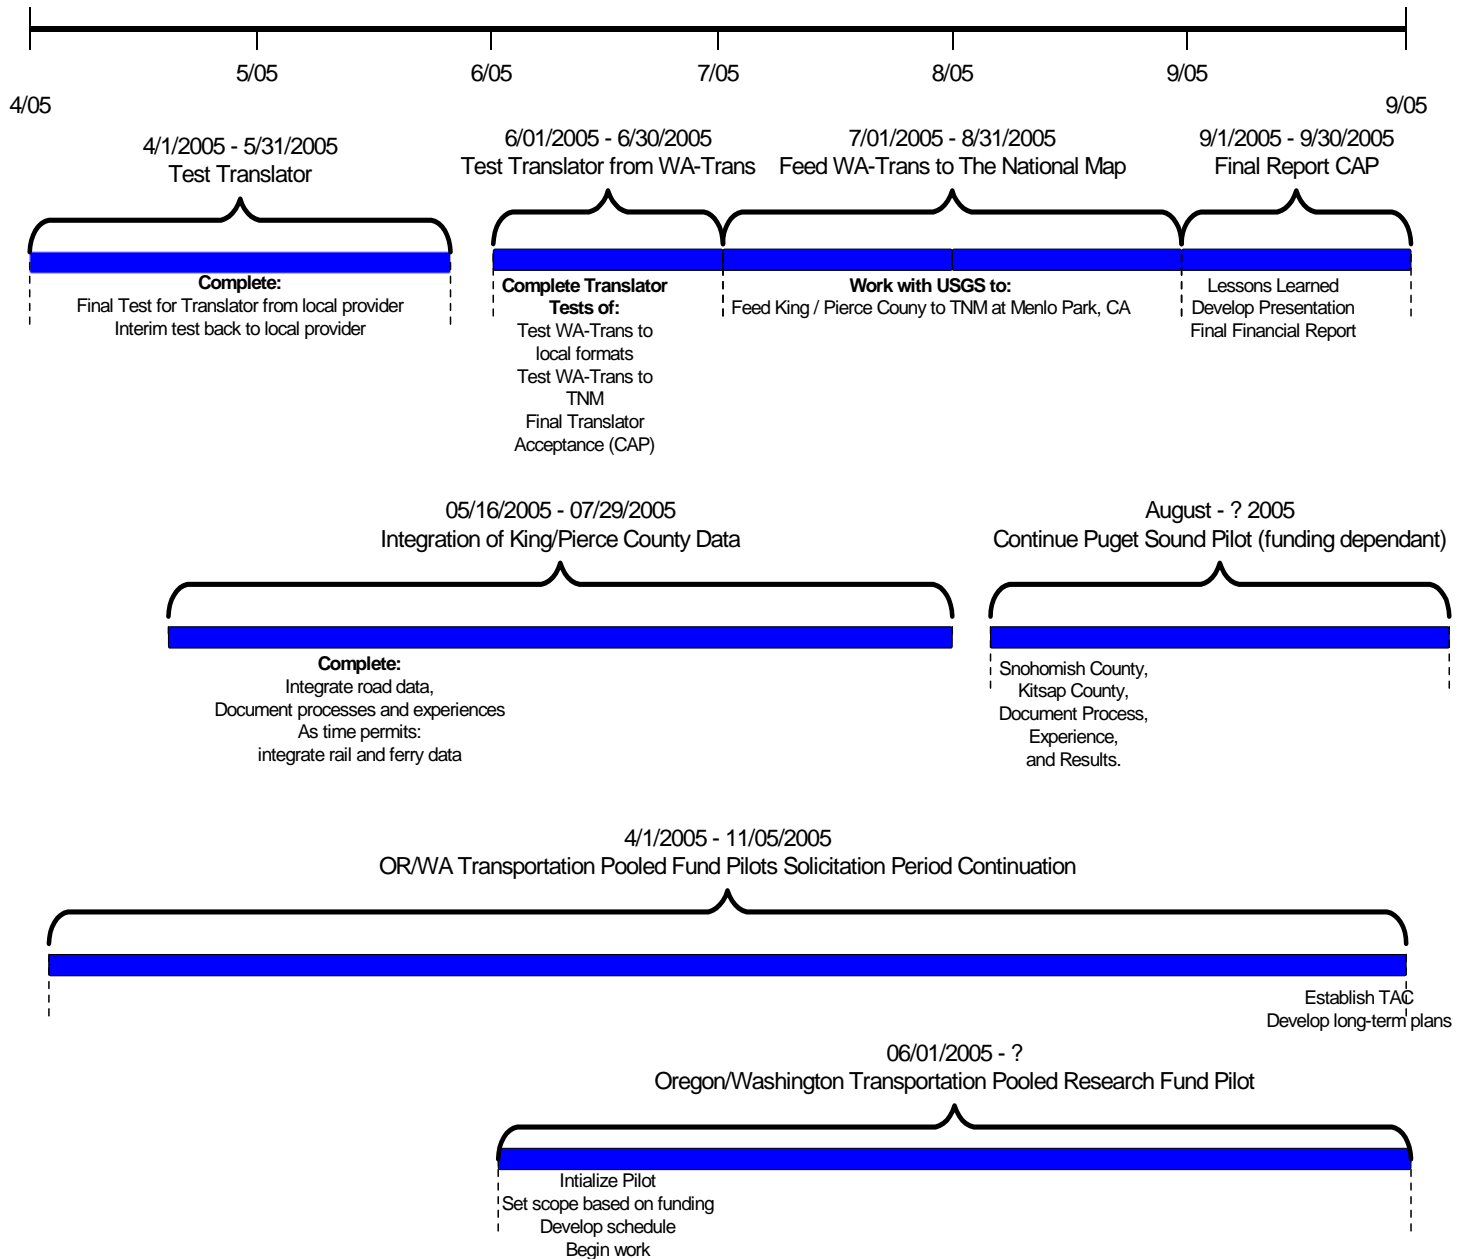 5/05
6/05
7/05
8/05
9/05
4/05
9/05
4/1/2005 - 5/31/2005
Test Translator
6/01/2005 - 6/30/2005
Test Translator from WA-Trans
7/01/2005 - 8/31/2005
Feed WA-Trans to The National Map
9/1/2005 - 9/30/2005
Final Report CAP
Complete:
Final Test for Translator from local provider
Interim test back to local provider
Complete Translator
Tests of:
Test WA-Trans to
local formats
Test WA-Trans to
TNM
Final Translator
Acceptance (CAP)
Work with USGS to:
Feed King / Pierce Couny to TNM at Menlo Park, CA
Lessons Learned
Develop Presentation
Final Financial Report
05/16/2005 - 07/29/2005
Integration of King/Pierce County Data
August - ? 2005
Continue Puget Sound Pilot (funding dependant)
Complete:
Integrate road data,
Document processes and experiences
As time permits:
integrate rail and ferry data
Snohomish County,
Kitsap County,
Document Process,
Experience,
and Results.
4/1/2005 - 11/05/2005
OR/WA Transportation Pooled Fund Pilots Solicitation Period Continuation
Establish TAC
Develop long-term plans
06/01/2005 - ?
Oregon/Washington Transportation Pooled Research Fund Pilot
Intialize Pilot
Set scope based on funding
Develop schedule
Begin work